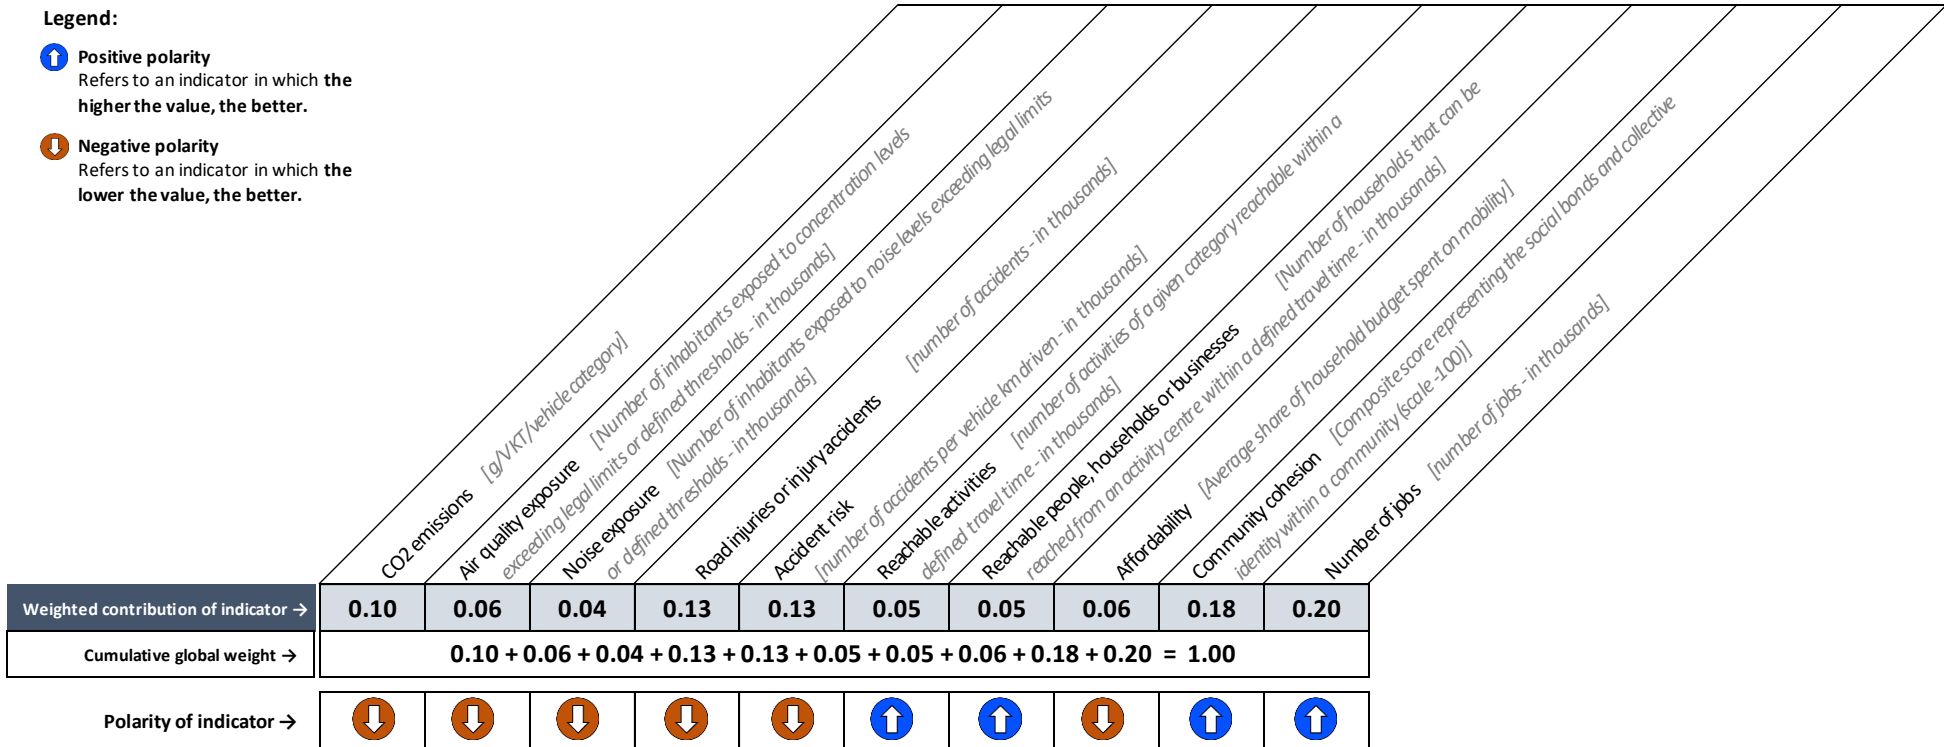 Legend:
Positive polarity
Refers to an indicator in which the
higher the value, the better.
Negative polarity
Refers to an indicator in which the
lower the value, the better.
CO2 emissions [g/VKT/vehicle category]
Air quality exposure [Number of inhabitants exposed to concentration levels
exceeding legal limits or defined thresholds - in thousands]
Noise exposure [Number of inhabitants exposed to noise levels exceeding legal limits
or defined thresholds - in thousands]
Road injuries or injury accidents [number of accidents - in thousands]
Accident risk
[number of accidents per vehicle km driven - in thousands]
Reachable activities [number of activities of a given category reachable within a
defined travel time - in thousands]
Reachable people, households or businesses [Number of households that can be
reached from an activity centre within a defined travel time - in thousands]
Affordability [Average share of household budget spent on mobility]
Community cohesion [Composite score representing the social bonds and collective
identity within a community (scale -100)]
Number of jobs [number of jobs - in thousands]
Weighted contribution of indicator → 0.10 0.06 0.04 0.13 0.13 0.05 0.05 0.06 0.18 0.20
Cumulative global weight → 0.10 + 0.06 + 0.04 + 0.13 + 0.13 + 0.05 + 0.05 + 0.06 + 0.18 + 0.20 = 1.00
Polarity of indicator →